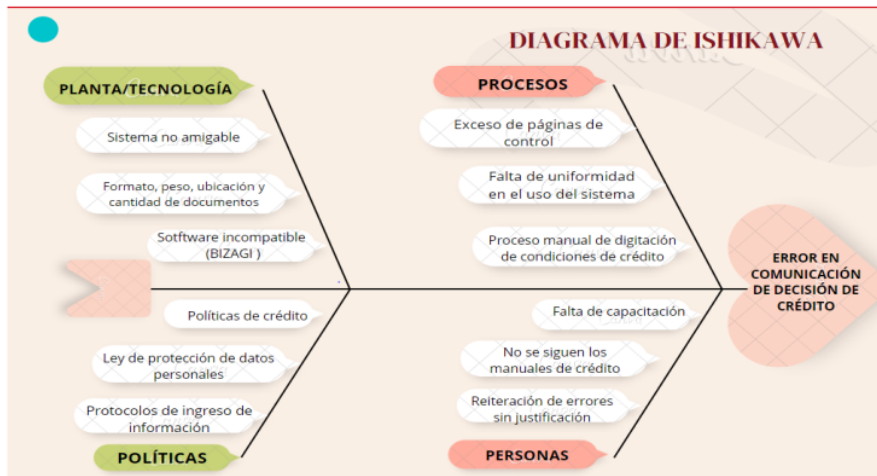 DIAGRAMA DE ISHIKAWA
PLANTA/TECNOLOGÍA
Sistema no amigable
Formato, peso, ubicación y
cantidad de documentos
Sotftware incompatible
(BIZAGI )
PROCESOS
Exceso de páginas de
control
Falta de uniformidad
en el uso del sistema
Proceso manual de digitación
de condiciones de crédito
ERROR EN
COMUNICACIÓN
DE DECISIÓN DE
CRÉDITO
Políticas de crédito
Ley de protección de datos
personales
Protocolos de ingreso de
información
POLÍTICAS
Falta de capacitación
No se siguen los
manuales de crédito
Reiteración de errores
sin justificación
PERSONAS